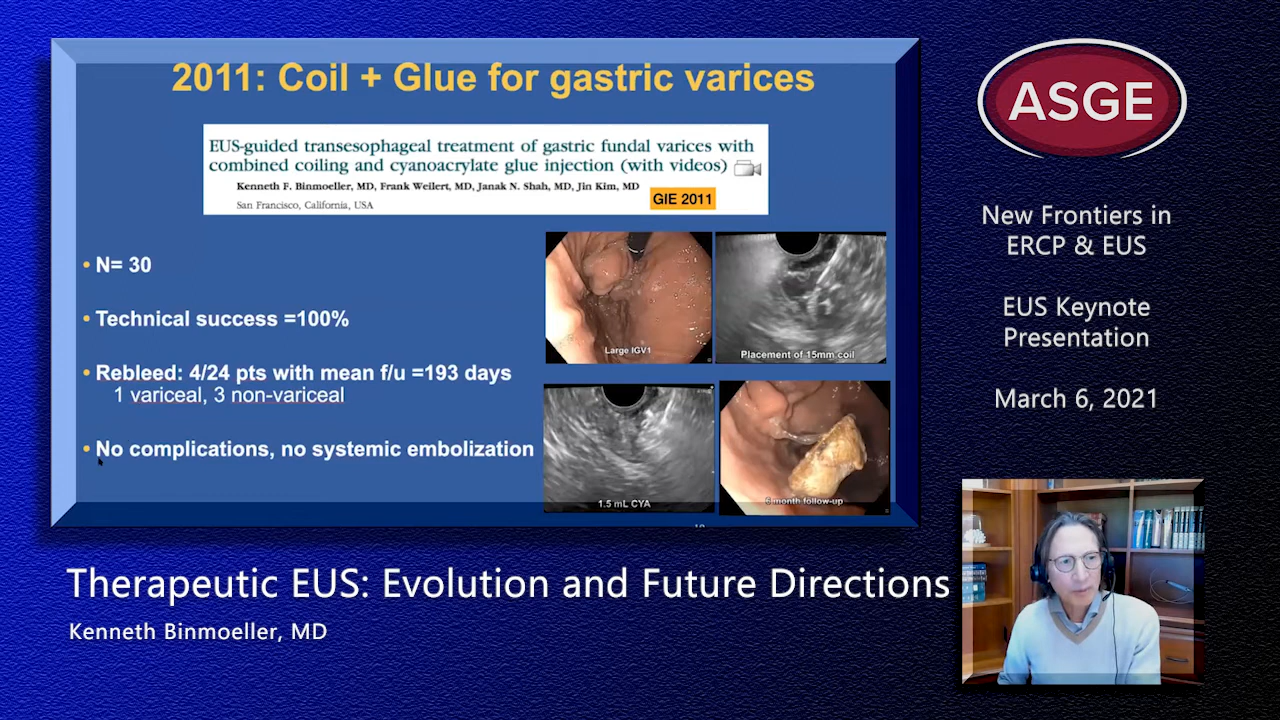 2011: Coil + Glue for gastric varices
EUS-guided transesophageal treatment of gastric fundal varices with
combined coiling and cyanoacrylate glue injection (with videos)
Kenneth F. Binmoeller, MD, Frank Weilert, MD, Janak N. Shah, MD, Jin Kim, MD
San Francisco, California, USA
GIE 2011
• N= 30
• Technical success =100%
• Rebleed: 4/24 pts with mean f/u =193 days
1 variceal, 3 non-variceal
• No complications, no systemic embolization
Large IGV1
Placement of 15mm coil
1.5 mL CYA
6 month follow-up
ASGE
New Frontiers in
ERCP & EUS
EUS Keynote
Presentation
March 6, 2021
Therapeutic EUS: Evolution and Future Directions
Kenneth Binmoeller, MD